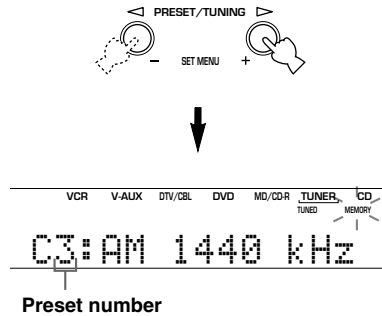 ◁ PRESET/TUNING ▷
– SET MENU +
VCR V-AUX DTV/CBL DVD MD/CD-R TUNER CD
TUNED MEMORY
C3:AM 1440 kHz
Preset number